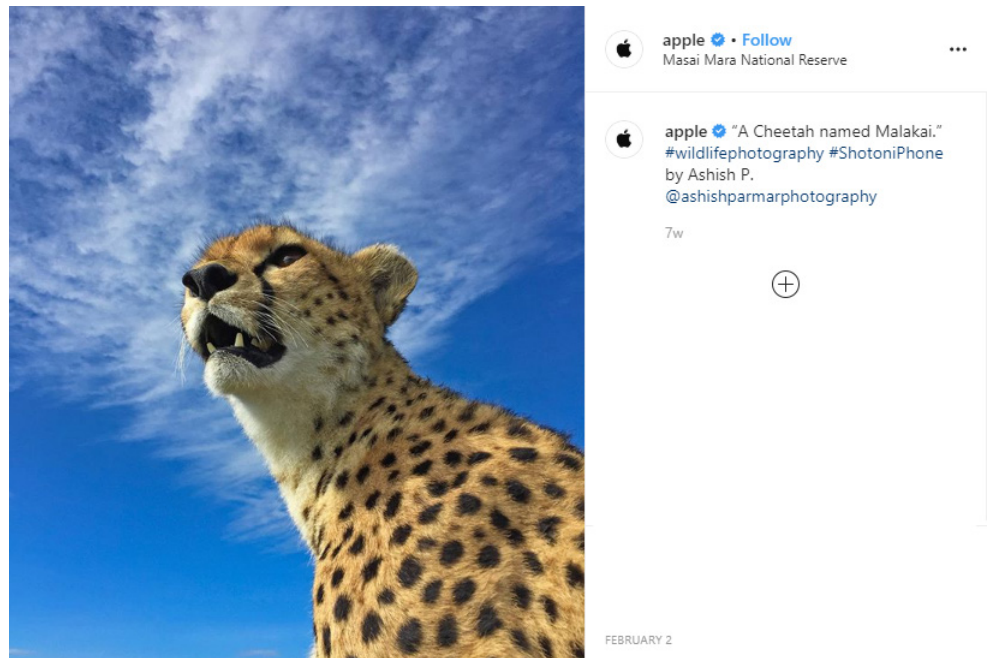 apple • Follow
Masai Mara National Reserve
apple “A Cheetah named Malakai.”
#wildlifephotography #ShotoniPhone
by Ashish P.
@ashishparmarphotography
7w
FEBRUARY 2